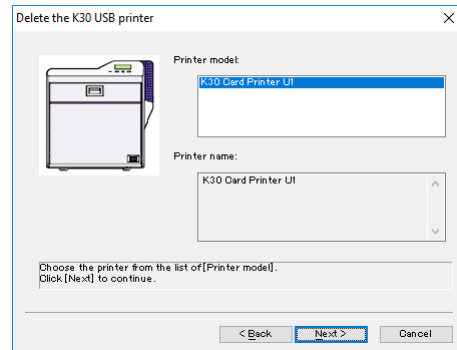 Delete the K30 USB printer
Printer model:
K30 Card Printer U1
Printer name:
K30 Card Printer U1
Choose the printer from the list of[Printer model].
Click [Next] to continue.
< Back
Next >
Cancel